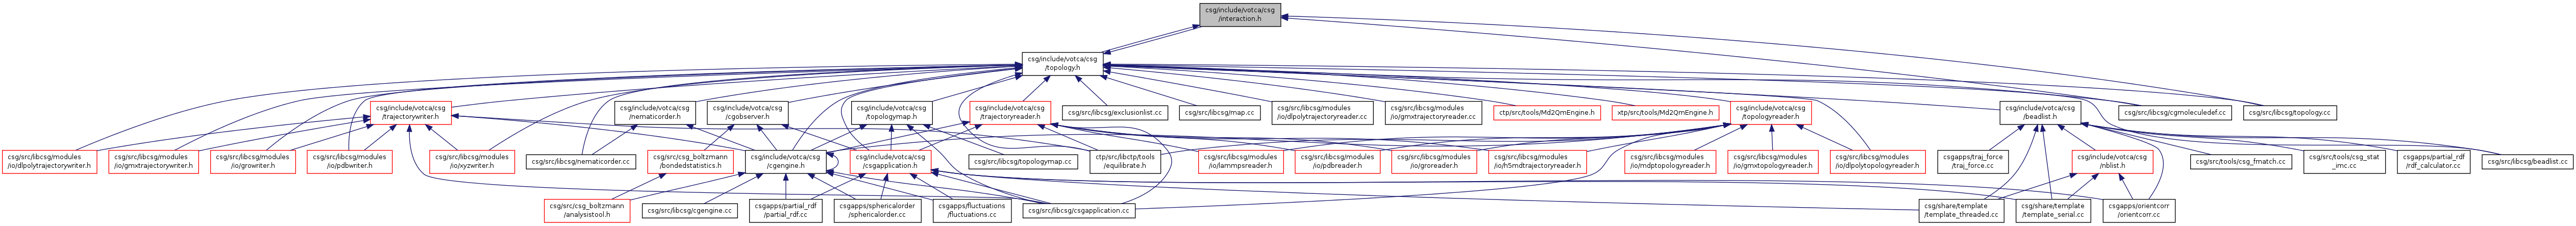 csg/include/votca/csg
/interaction.h
csg/include/votca/csg
/topology.h
csg/include/votca/csg
/trajectorywriter.h
csg/include/votca/csg
/nematicorder.h
csg/include/votca/csg
/cgobserver.h
csg/include/votca/csg
/topologymap.h
csg/include/votca/csg
/trajectoryreader.h
csg/src/libcsg/exclusionlist.cc
csg/src/libcsg/map.cc
csg/src/libcsg/modules
/io/dlpolytrajectoryreader.cc
csg/src/libcsg/modules
/io/gmxtrajectoryreader.cc
ctp/src/tools/Md2QmEngine.h
xtp/src/tools/Md2QmEngine.h
csg/include/votca/csg
/topologyreader.h
csg/include/votca/csg
/beadlist.h
csg/src/libcsg/cgmoleculedef.cc
csg/src/libcsg/topology.cc
csg/src/libcsg/modules
/io/dlpolytrajectorywriter.h
csg/src/libcsg/modules
/io/gmxtrajectorywriter.h
csg/src/libcsg/modules
/io/growriter.h
csg/src/libcsg/modules
/io/pdbwriter.h
csg/src/libcsg/modules
/io/xyzwriter.h
csg/src/libcsg/nematicorder.cc
csg/src/csg_boltzmann
/bondedstatistics.h
csg/include/votca/csg
/cgengine.h
csg/include/votca/csg
/csgapplication.h
csg/src/libcsg/topologymap.cc
ctp/src/libctp/tools
/equilibrate.h
csg/src/libcsg/modules
/io/lammpsreader.h
csg/src/libcsg/modules
/io/pdbreader.h
csg/src/libcsg/modules
/io/groreader.h
csg/src/libcsg/modules
/io/h5mdtrajectoryreader.h
csg/src/libcsg/modules
/io/mdptopologyreader.h
csg/src/libcsg/modules
/io/gmxtopologyreader.h
csg/src/libcsg/modules
/io/dlpolytopologyreader.h
csgapps/traj_force
/traj_force.cc
csg/include/votca/csg
/nblist.h
csg/src/tools/csg_fmatch.cc
csg/src/tools/csg_stat
_imc.cc
csgapps/partial_rdf
/rdf_calculator.cc
csg/src/libcsg/beadlist.cc
csg/src/csg_boltzmann
/analysistool.h
csg/src/libcsg/cgengine.cc
csgapps/partial_rdf
/partial_rdf.cc
csgapps/sphericalorder
/sphericalorder.cc
csgapps/fluctuations
/fluctuations.cc
csg/src/libcsg/csgapplication.cc
csg/share/template
/template_threaded.cc
csg/share/template
/template_serial.cc
csgapps/orientcorr
/orientcorr.cc